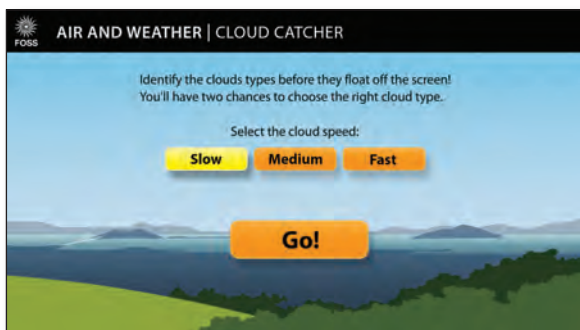 FOSS
AIR AND WEATHER | CLOUD CATCHER
Identify the clouds types before they float off the screen!
You'll have two chances to choose the right cloud type.
Select the cloud speed:
Slow Medium Fast
Go!